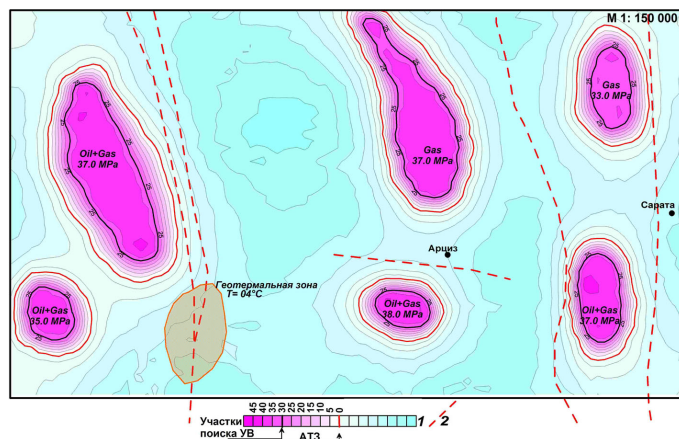 М 1: 150 000
Gas
33.0 MPa
Oil+Gas
37.0 MPa
Gas
37.0 MPa
Сарата
Арциз
Геотермальная зона
Т= 04°С
Oil+Gas
35.0 MPa
Oil+Gas
38.0 MPa
Oil+Gas
37.0 MPa
Участки
поиска УВ
45 40 35 30 25 20 15 10 5 0
1 2
АТЗ